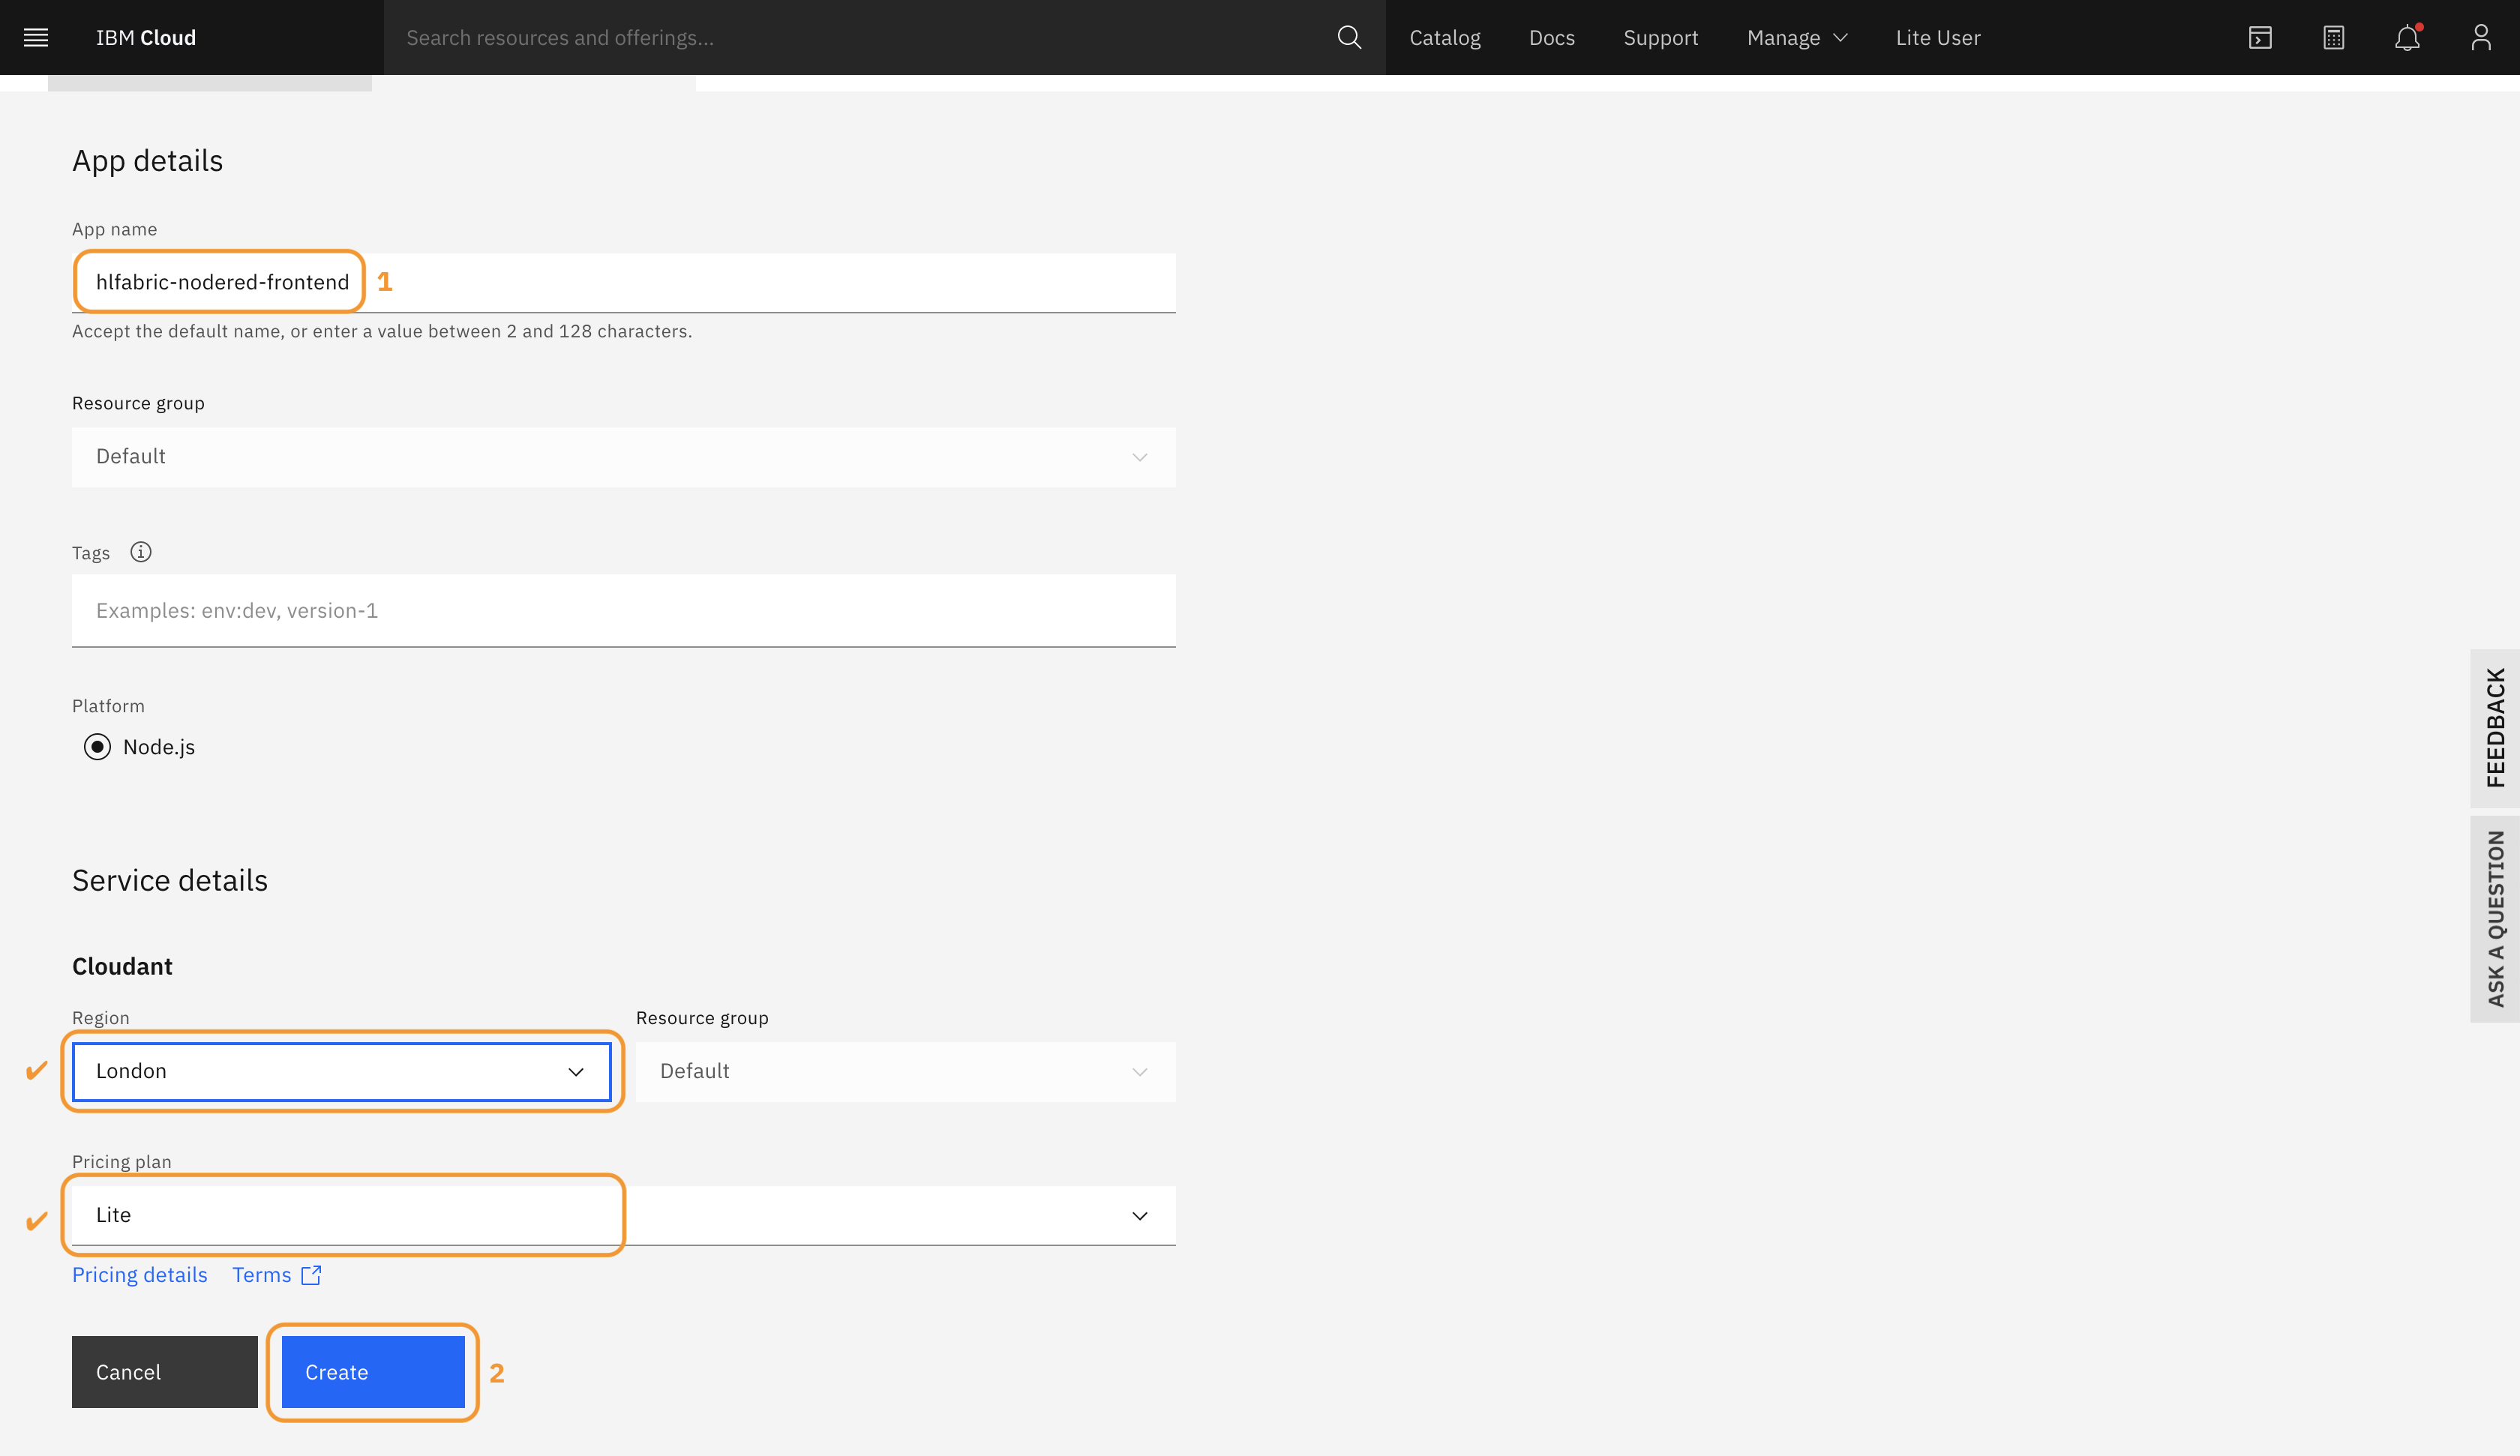 IBM Cloud
Search resources and offerings...
Catalog
Docs
Support
Manage
Lite User
App details
App name
hlfabric-nodered-frontend
1
Accept the default name, or enter a value between 2 and 128 characters.
Resource group
Default
Tags
Examples: env:dev, version-1
Platform
Node.js
Service details
Cloudant
Region
Resource group
London
Default
Pricing plan
Lite
Pricing details
Terms
Cancel
Create
2
FEEDBACK
ASK A QUESTION